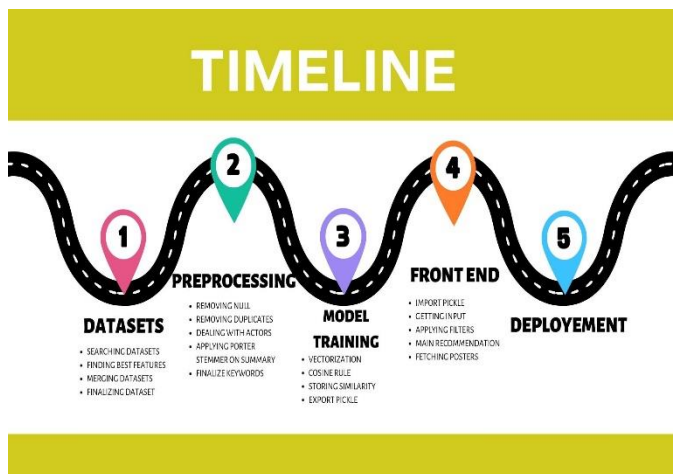 TIMELINE
1
DATASETS
• SEARCHING DATASETS
• FINDING BEST FEATURES
• MERGING DATASETS
• FINALIZING DATASET
2
PREPROCESSING
• REMOVING NULL
• REMOVING DUPLICATES
• DEALING WITH ACTORS
• APPLYING PORTER
STEMMER ON SUMMARY
• FINALIZE KEYWORDS
3
MODEL
TRAINING
• VECTORIZATION
• COSINE RULE
• STORING SIMILARITY
• EXPORT PICKLE
4
FRONT END
• IMPORT PICKLE
• GETTING INPUT
• APPLYING FILTERS
• MAIN RECOMMENDATION
• FETCHING POSTERS
5
DEPLOYEMENT